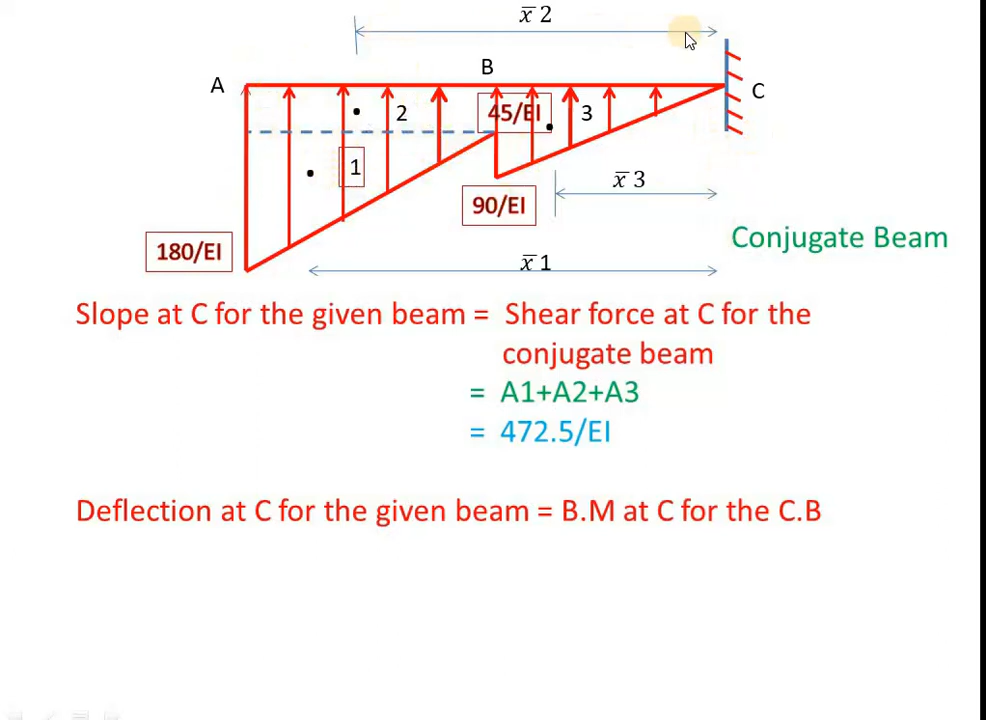 x̅ 2
A
B
C
2
45/EI
3
1
x̅ 3
90/EI
180/EI
x̅ 1
Conjugate Beam
Slope at C for the given beam = Shear force at C for the
conjugate beam
= A1+A2+A3
= 472.5/EI
Deflection at C for the given beam = B.M at C for the C.B